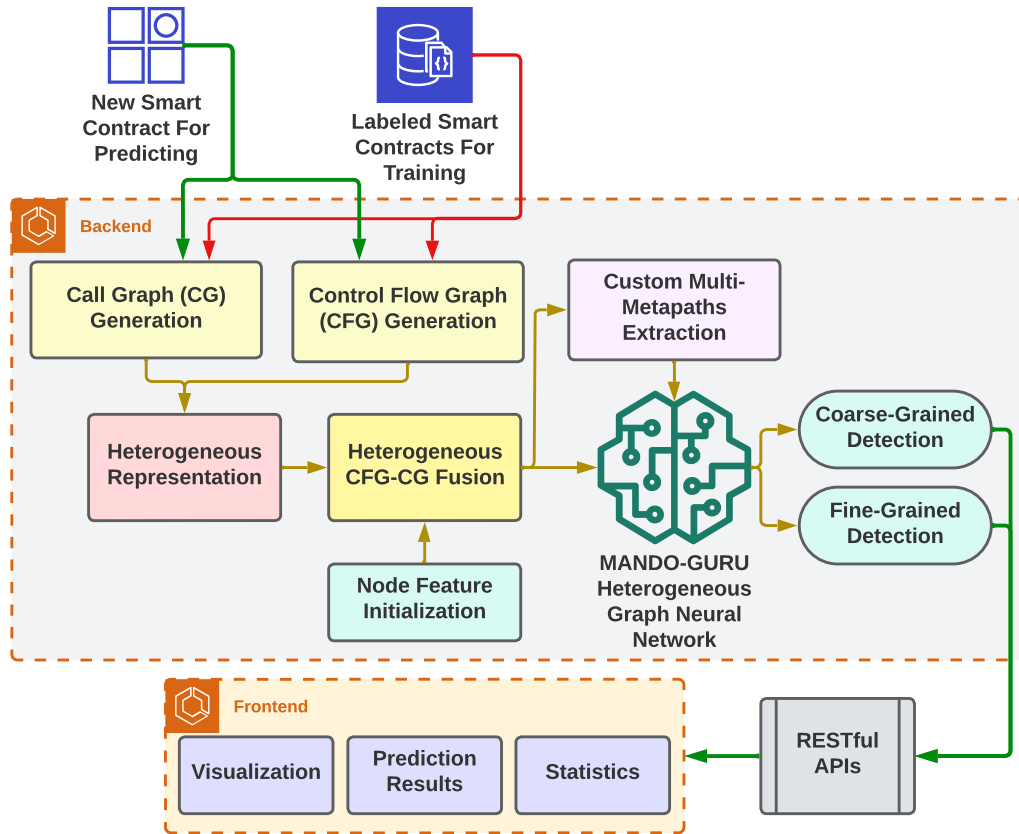 New Smart
Contract For
Predicting
Labeled Smart
Contracts For
Training
Backend
Call Graph (CG)
Generation
Control Flow Graph
(CFG) Generation
Custom Multi-
Metapaths
Extraction
Heterogeneous
Representation
Heterogeneous
CFG-CG Fusion
Coarse-Grained
Detection
Fine-Grained
Detection
Node Feature
Initialization
MANDO-GURU
Heterogeneous
Graph Neural
Network
Frontend
Visualization
Prediction
Results
Statistics
RESTful
APIs